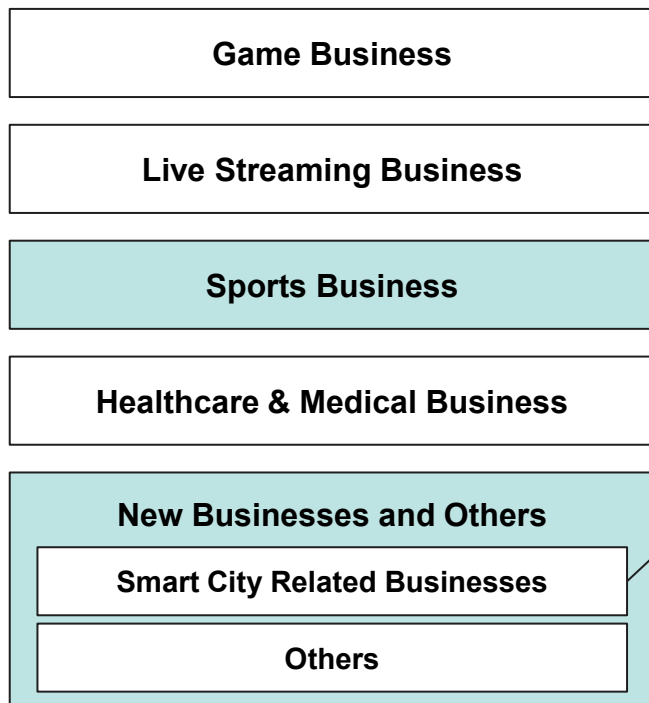 Game Business
Live Streaming Business
Sports Business
Healthcare & Medical Business
New Businesses and Others
Smart City Related Businesses
Others